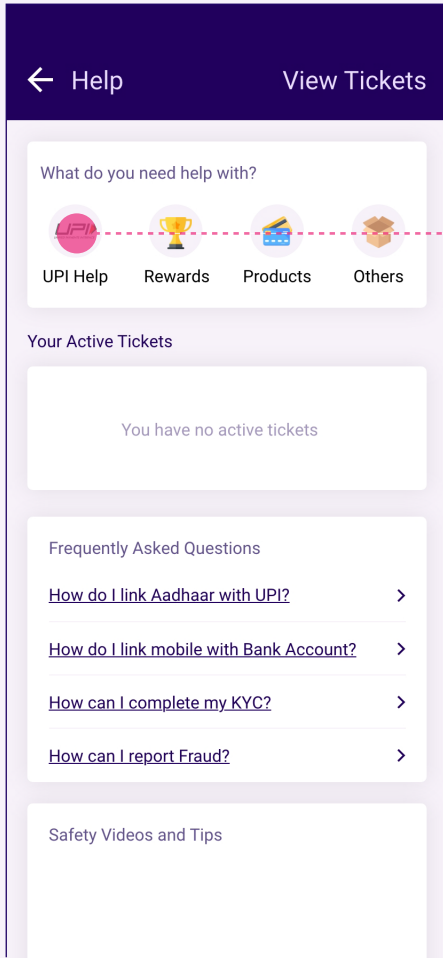 Help
View Tickets
What do you need help with?
UPI
UPI Help
Rewards
Products
Others
Your Active Tickets
You have no active tickets
Frequently Asked Questions
How do I link Aadhaar with UPI?
How do I link mobile with Bank Account?
How can I complete my KYC?
How can I report Fraud?
Safety Videos and Tips